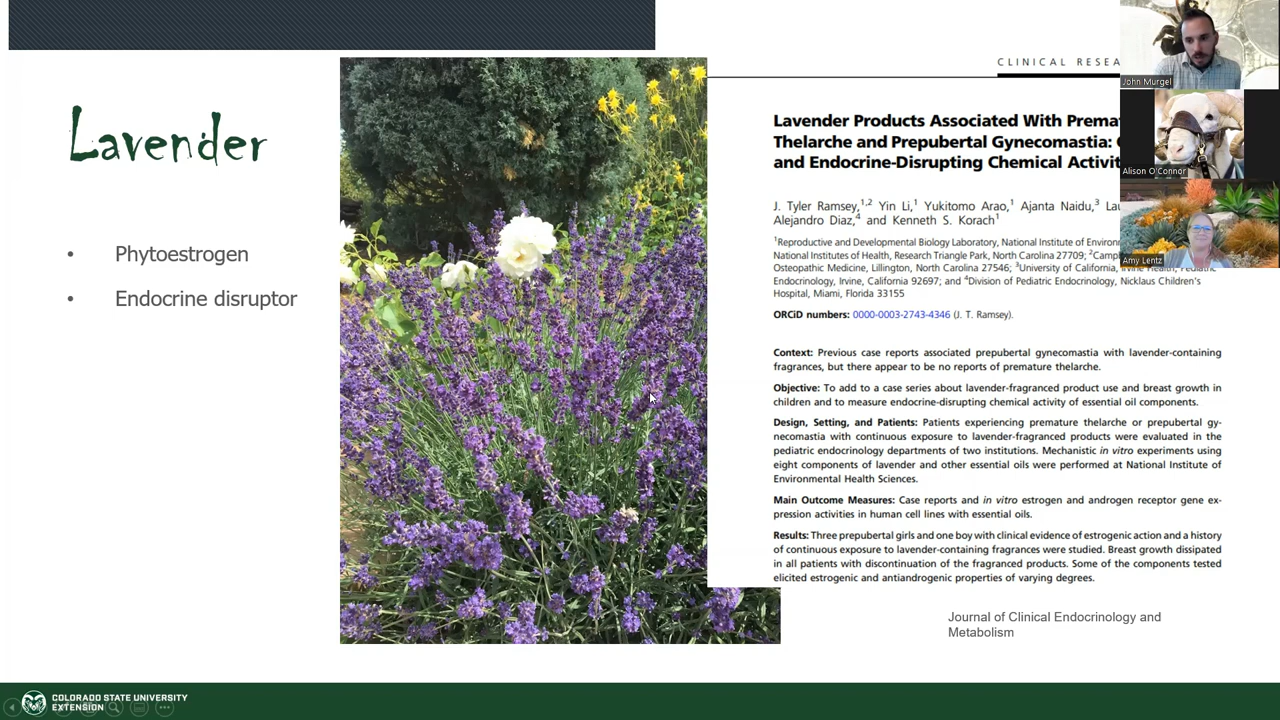 Lavender
• Phytoestrogen
• Endocrine disruptor
CLINICAL RESEA
Lavender Products Associated With Prema
Thelarche and Prepubertal Gynecomastia:
and Endocrine-Disrupting Chemical Activit
J. Tyler Ramsey,1,2 Yin Li,1 Yukitomo Arao,1 Ajanta Naidu,3 Lau
Alejandro Diaz,4 and Kenneth S. Korach1
1Reproductive and Developmental Biology Laboratory, National Institute of Environ
National Institutes of Health, Research Triangle Park, North Carolina 27709; 2Campl
Osteopathic Medicine, Lillington, North Carolina 27546; 3University of California, Irvine Health, Pediatric
Endocrinology, Irvine, California 92697; and 4Division of Pediatric Endocrinology, Nicklaus Children's
Hospital, Miami, Florida 33155
ORCiD numbers: 0000-0003-2743-4346 (J. T. Ramsey).
Context: Previous case reports associated prepubertal gynecomastia with lavender-containing
fragrances, but there appear to be no reports of premature thelarche.
Objective: To add to a case series about lavender-fragranced product use and breast growth in
children and to measure endocrine-disrupting chemical activity of essential oil components.
Design, Setting, and Patients: Patients experiencing premature thelarche or prepubertal gy-
necomastia with continuous exposure to lavender-fragranced products were evaluated in the
pediatric endocrinology departments of two institutions. Mechanistic in vitro experiments using
eight components of lavender and other essential oils were performed at National Institute of
Environmental Health Sciences.
Main Outcome Measures: Case reports and in vitro estrogen and androgen receptor gene ex-
pression activities in human cell lines with essential oils.
Results: Three prepubertal girls and one boy with clinical evidence of estrogenic action and a history
of continuous exposure to lavender-containing fragrances were studied. Breast growth dissipated
in all patients with discontinuation of the fragranced products. Some of the components tested
elicited estrogenic and antiandrogenic properties of varying degrees.
Journal of Clinical Endocrinology and
Metabolism
John Murgel
Alison O'Connor
Amy Lentz
COLORADO STATE UNIVERSITY
EXTENSION